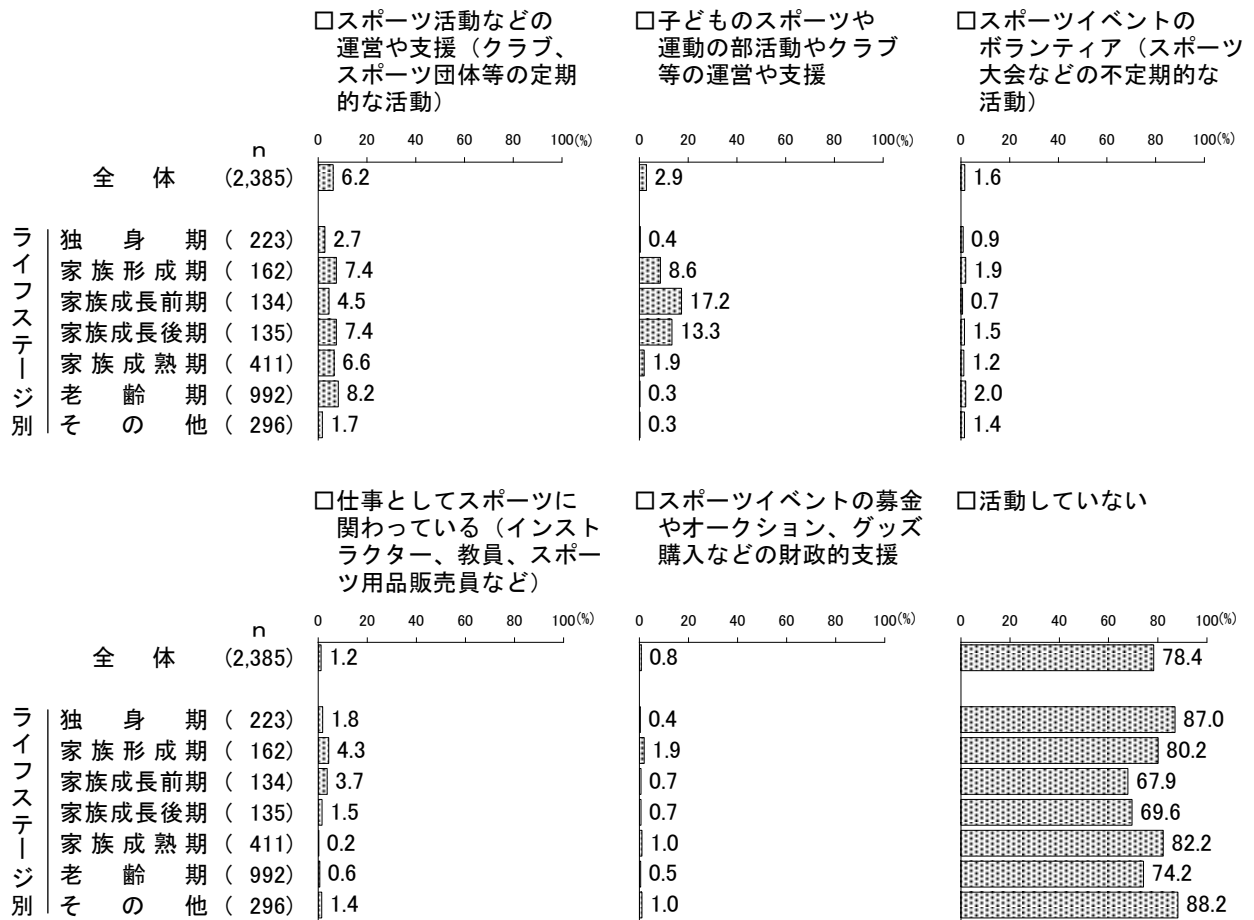 □スポーツ活動などの
運営や支援（クラブ、
スポーツ団体等の定期
的な活動）
□子どものスポーツや
運動の部活動やクラブ
等の運営や支援
□スポーツイベントの
ボランティア（スポーツ
大会などの不定期的な
活動）
0 20 40 60 80 100(%) 0 20 40 60 80 100(%) 0 20 40 60 80 100(%)
n
全体 (2,385) 6.2 2.9 1.6
ライフステージ別
独身期 ( 223) 2.7 0.4 0.9
家族形成期 ( 162) 7.4 8.6 1.9
家族成長前期 ( 134) 4.5 17.2 0.7
家族成長後期 ( 135) 7.4 13.3 1.5
家族成熟期 ( 411) 6.6 1.9 1.2
老齢期 ( 992) 8.2 0.3 2.0
その他 ( 296) 1.7 0.3 1.4
□仕事としてスポーツに
関わっている（インスト
ラクター、教員、スポー
ツ用品販売員など）
□スポーツイベントの募金
やオークション、グッズ
購入などの財政的支援
□活動していない
0 20 40 60 80 100(%) 0 20 40 60 80 100(%) 0 20 40 60 80 100(%)
n
全体 (2,385) 1.2 0.8 78.4
ライフステージ別
独身期 ( 223) 1.8 0.4 87.0
家族形成期 ( 162) 4.3 1.9 80.2
家族成長前期 ( 134) 3.7 0.7 67.9
家族成長後期 ( 135) 1.5 0.7 69.6
家族成熟期 ( 411) 0.2 1.0 82.2
老齢期 ( 992) 0.6 0.5 74.2
その他 ( 296) 1.4 1.0 88.2